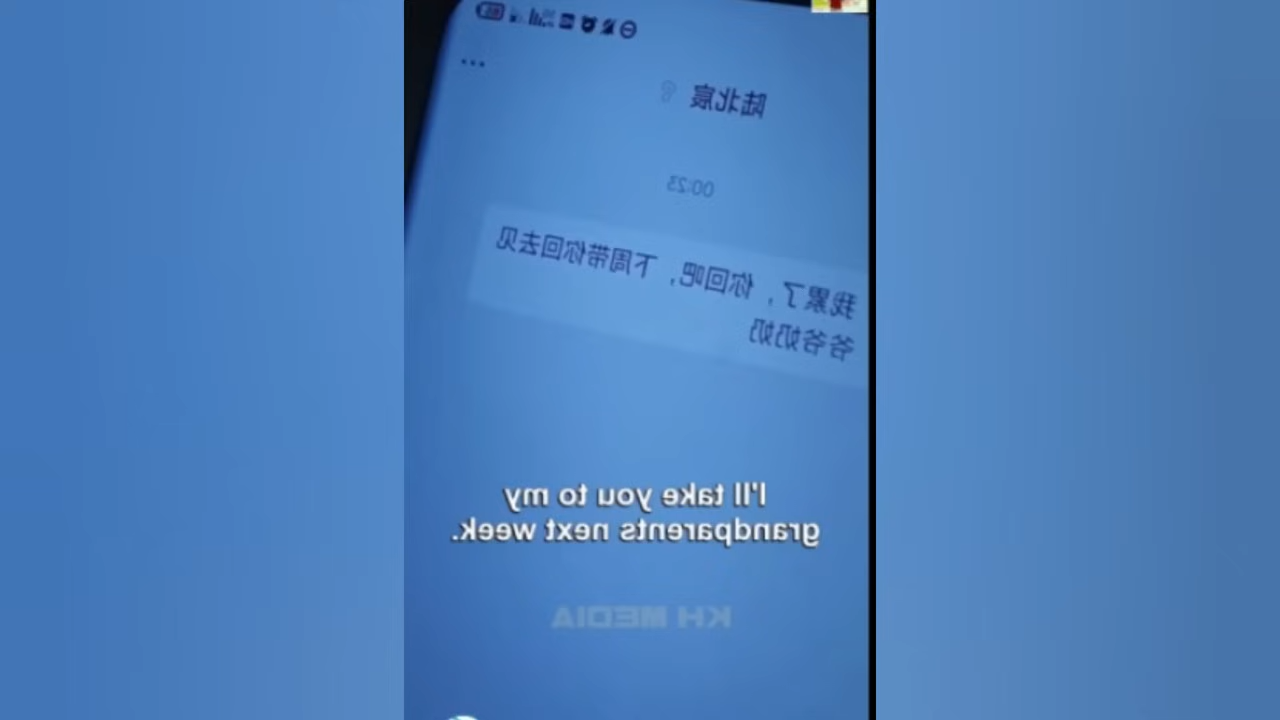 陆北宸
00:23
我累了，你回吧，下周带你回去见
爷爷奶奶
I'll take you to my
grandparents next week.
KH MEDIA